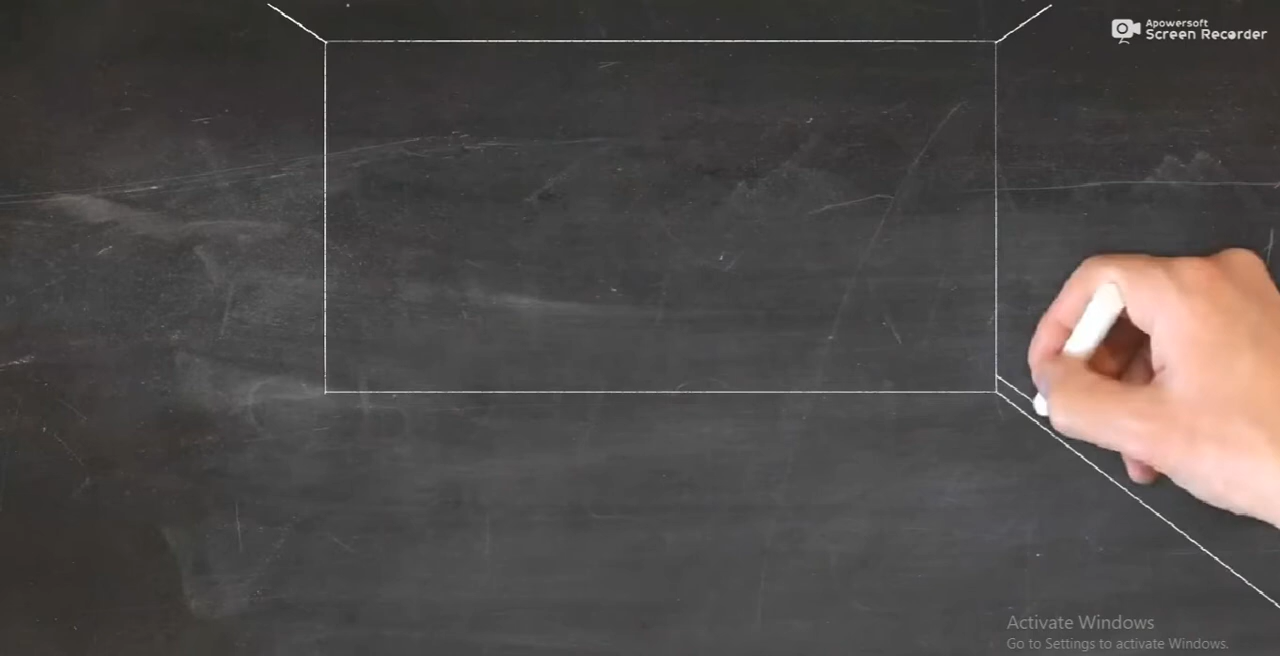 Apowersoft
Screen Recorder
Activate Windows
Go to Settings to activate Windows.